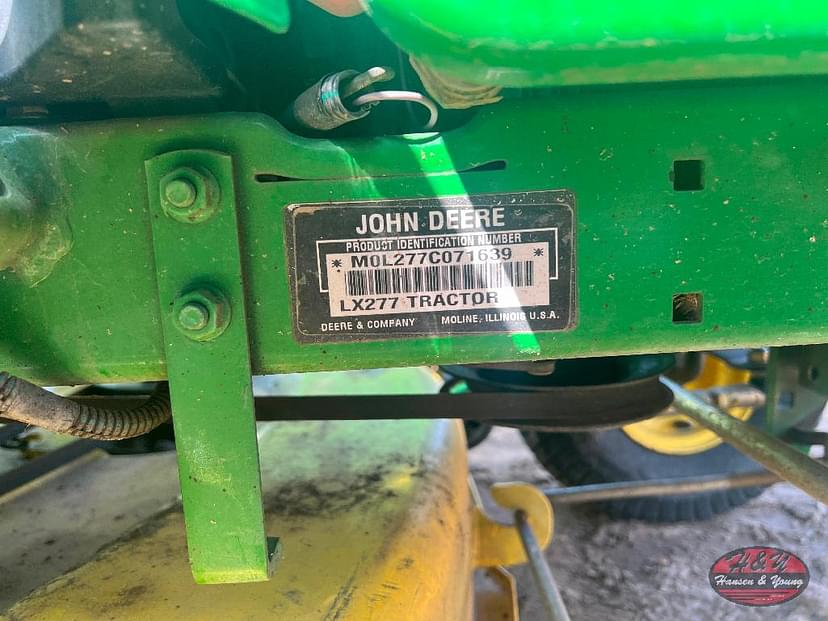 JOHN DEERE
PRODUCT IDENTIFICATION NUMBER
* M0L277C071639 *
LX277 TRACTOR
DEERE & COMPANY MOLINE, ILLINOIS U.S.A.
H&Y
Hansen & Young